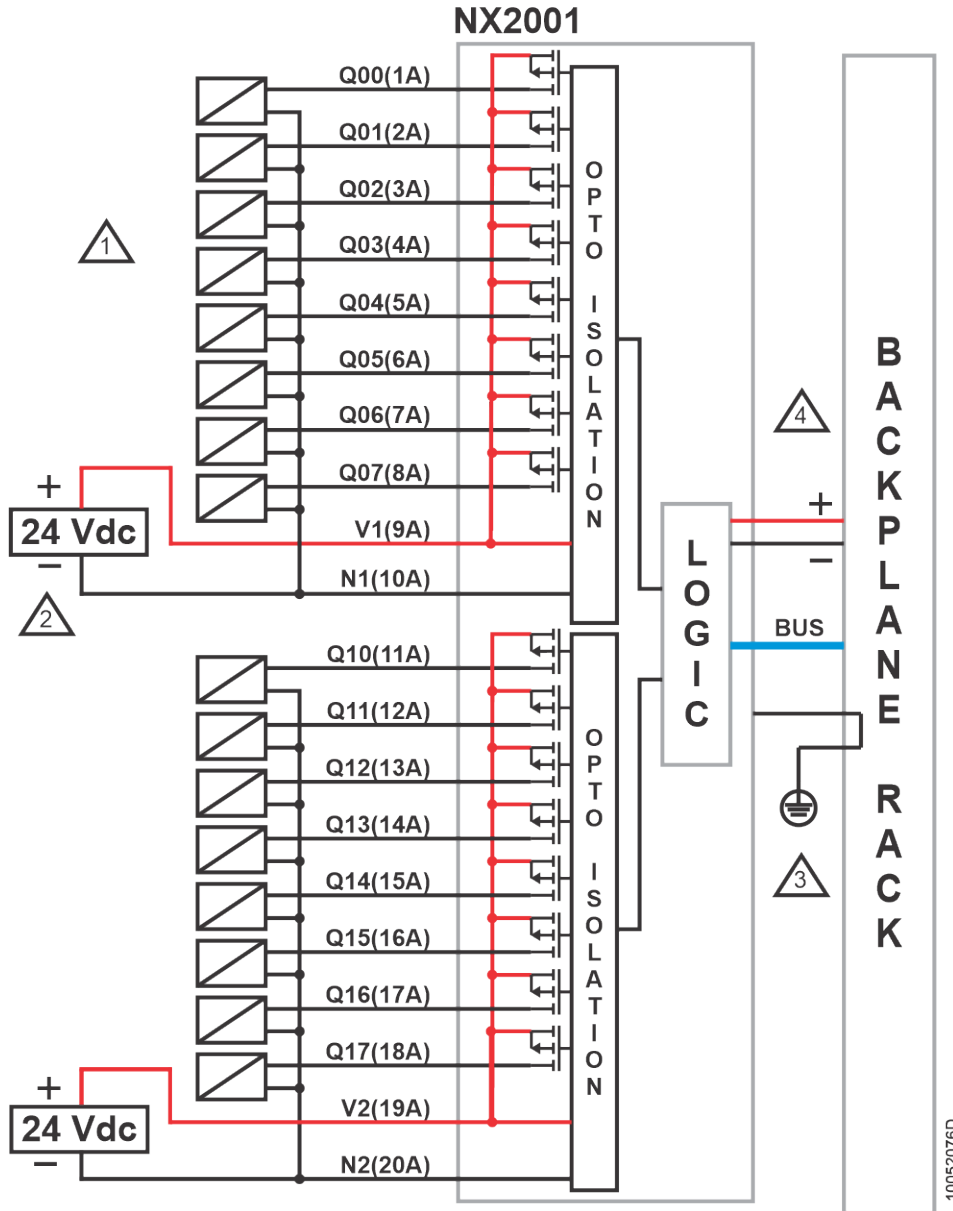 NX2001
Q00(1A)
Q01(2A)
Q02(3A)
Q03(4A)
Q04(5A)
Q05(6A)
Q06(7A)
Q07(8A)
V1(9A)
N1(10A)
OPTO ISOLATION
1
+
24 Vdc
−
2
Q10(11A)
Q11(12A)
Q12(13A)
Q13(14A)
Q14(15A)
Q15(16A)
Q16(17A)
Q17(18A)
V2(19A)
N2(20A)
OPTO ISOLATION
+
24 Vdc
−
LOGIC
4
+
−
BUS
3
BACKPLANE RACK
10052076D